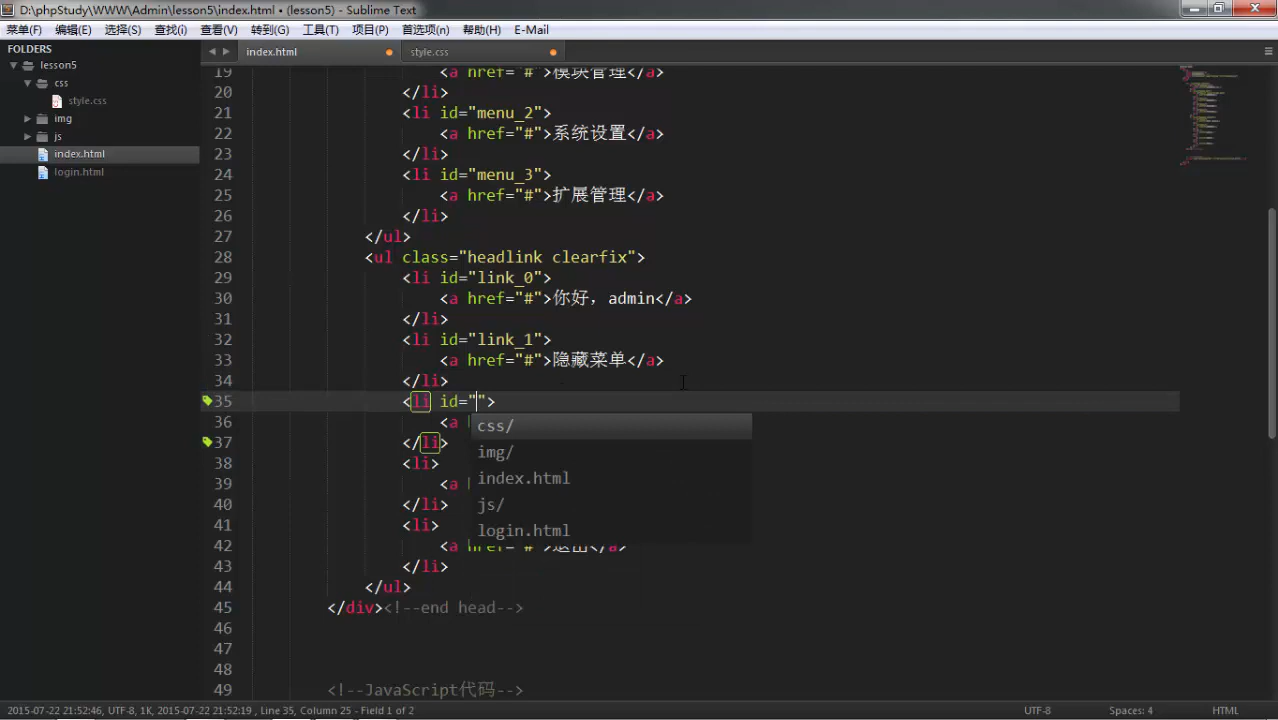 D:\phpStudy\WWW\Admin\lesson5\index.html • (lesson5) - Sublime Text
菜单(F) 编辑(E) 选择(S) 查找(I) 查看(V) 转到(G) 工具(T) 项目(P) 首选项(n) 帮助(H) E-Mail
FOLDERS
lesson5
css
style.css
img
js
index.html
login.html
index.html style.css
19 <a href="#">模块管理</a>
20 </li>
21 <li id="menu_2">
22 <a href="#">系统设置</a>
23 </li>
24 <li id="menu_3">
25 <a href="#">扩展管理</a>
26 </li>
27 </ul>
28 <ul class="headlink clearfix">
29 <li id="link_0">
30 <a href="#">你好，admin</a>
31 </li>
32 <li id="link_1">
33 <a href="#">隐藏菜单</a>
34 </li>
35 <li id="">
36 <a
37 </li>
38 <li>
39 <a
40 </li>
41 <li>
42 <a href="#">退出</a>
43 </li>
44 </ul>
45 </div><!--end head-->
46
47
48
49 <!--JavaScript代码-->
css/
img/
index.html
js/
login.html
2015-07-22 21:52:46, UTF-8, 1K, 2015-07-22 21:52:19 , Line 35, Column 25 - Field 1 of 2
UTF-8 Spaces: 4 HTML